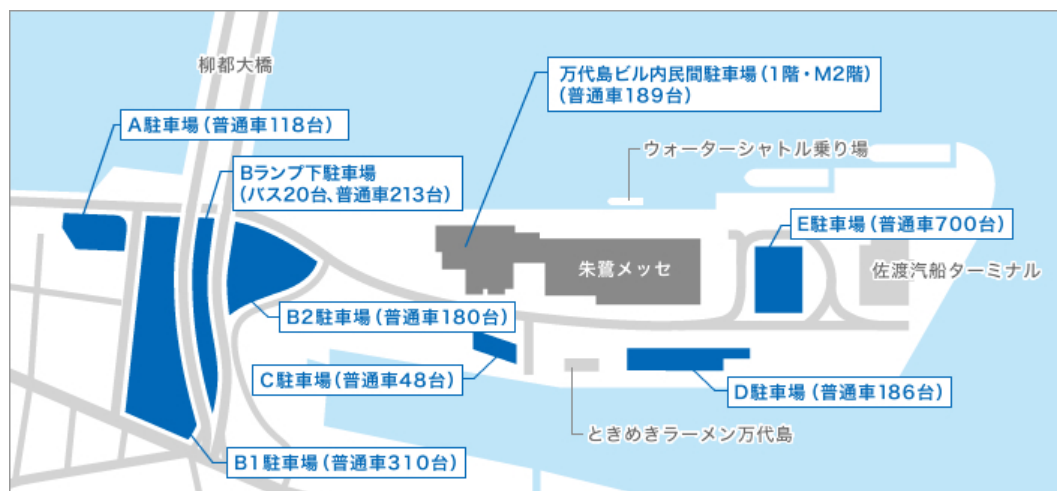 柳都大橋
万代島ビル内民間駐車場(1階・M2階)
(普通車189台)
A駐車場(普通車118台)
ウォーターシャトル乗り場
Bランプ下駐車場
(バス20台、普通車213台)
E駐車場(普通車700台)
朱鷺メッセ
佐渡汽船ターミナル
B2駐車場(普通車180台)
C駐車場(普通車48台)
D駐車場(普通車186台)
ときめきラーメン万代島
B1駐車場(普通車310台)